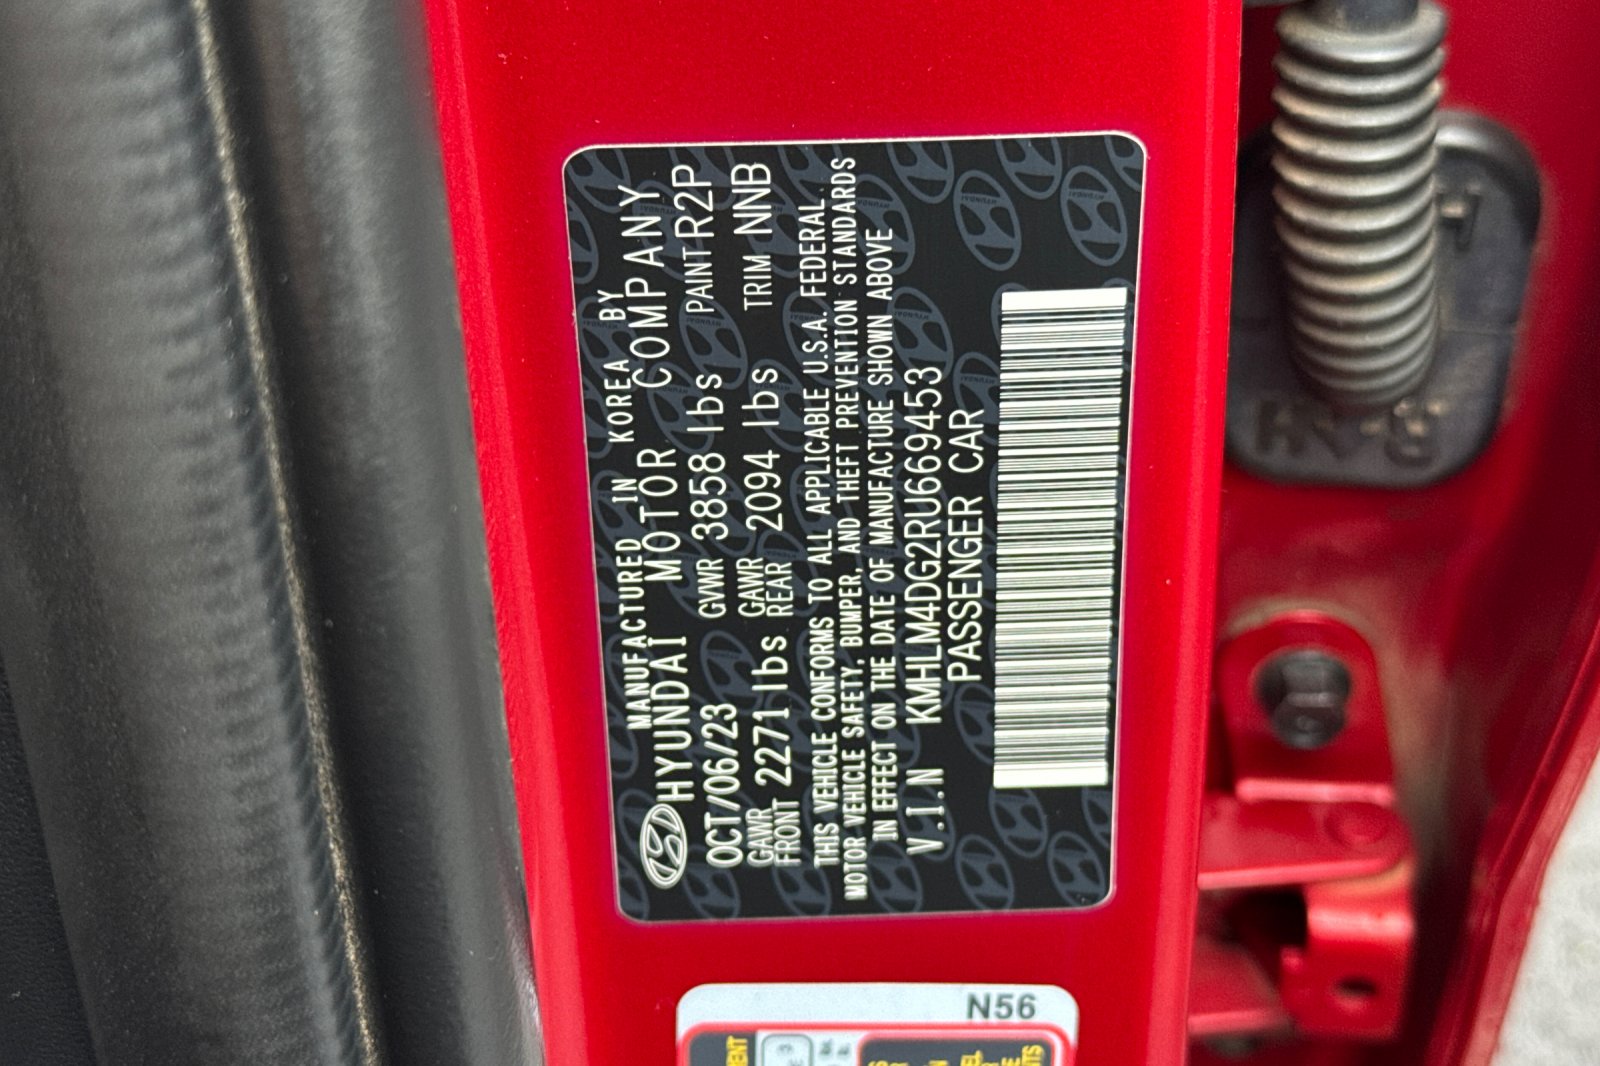 MANUFACTURED IN KOREA BY
HYUNDAI MOTOR COMPANY
OCT/06/23 GVWR 3858 lbs PAINT R2P
GAWR FRONT 2271 lbs GAWR REAR 2094 lbs TRIM NNB
THIS VEHICLE CONFORMS TO ALL APPLICABLE U.S.A. FEDERAL
MOTOR VEHICLE SAFETY, BUMPER, AND THEFT PREVENTION STANDARDS
IN EFFECT ON THE DATE OF MANUFACTURE SHOWN ABOVE
V.I.N KMHLM4DG2RU669453
PASSENGER CAR
N56